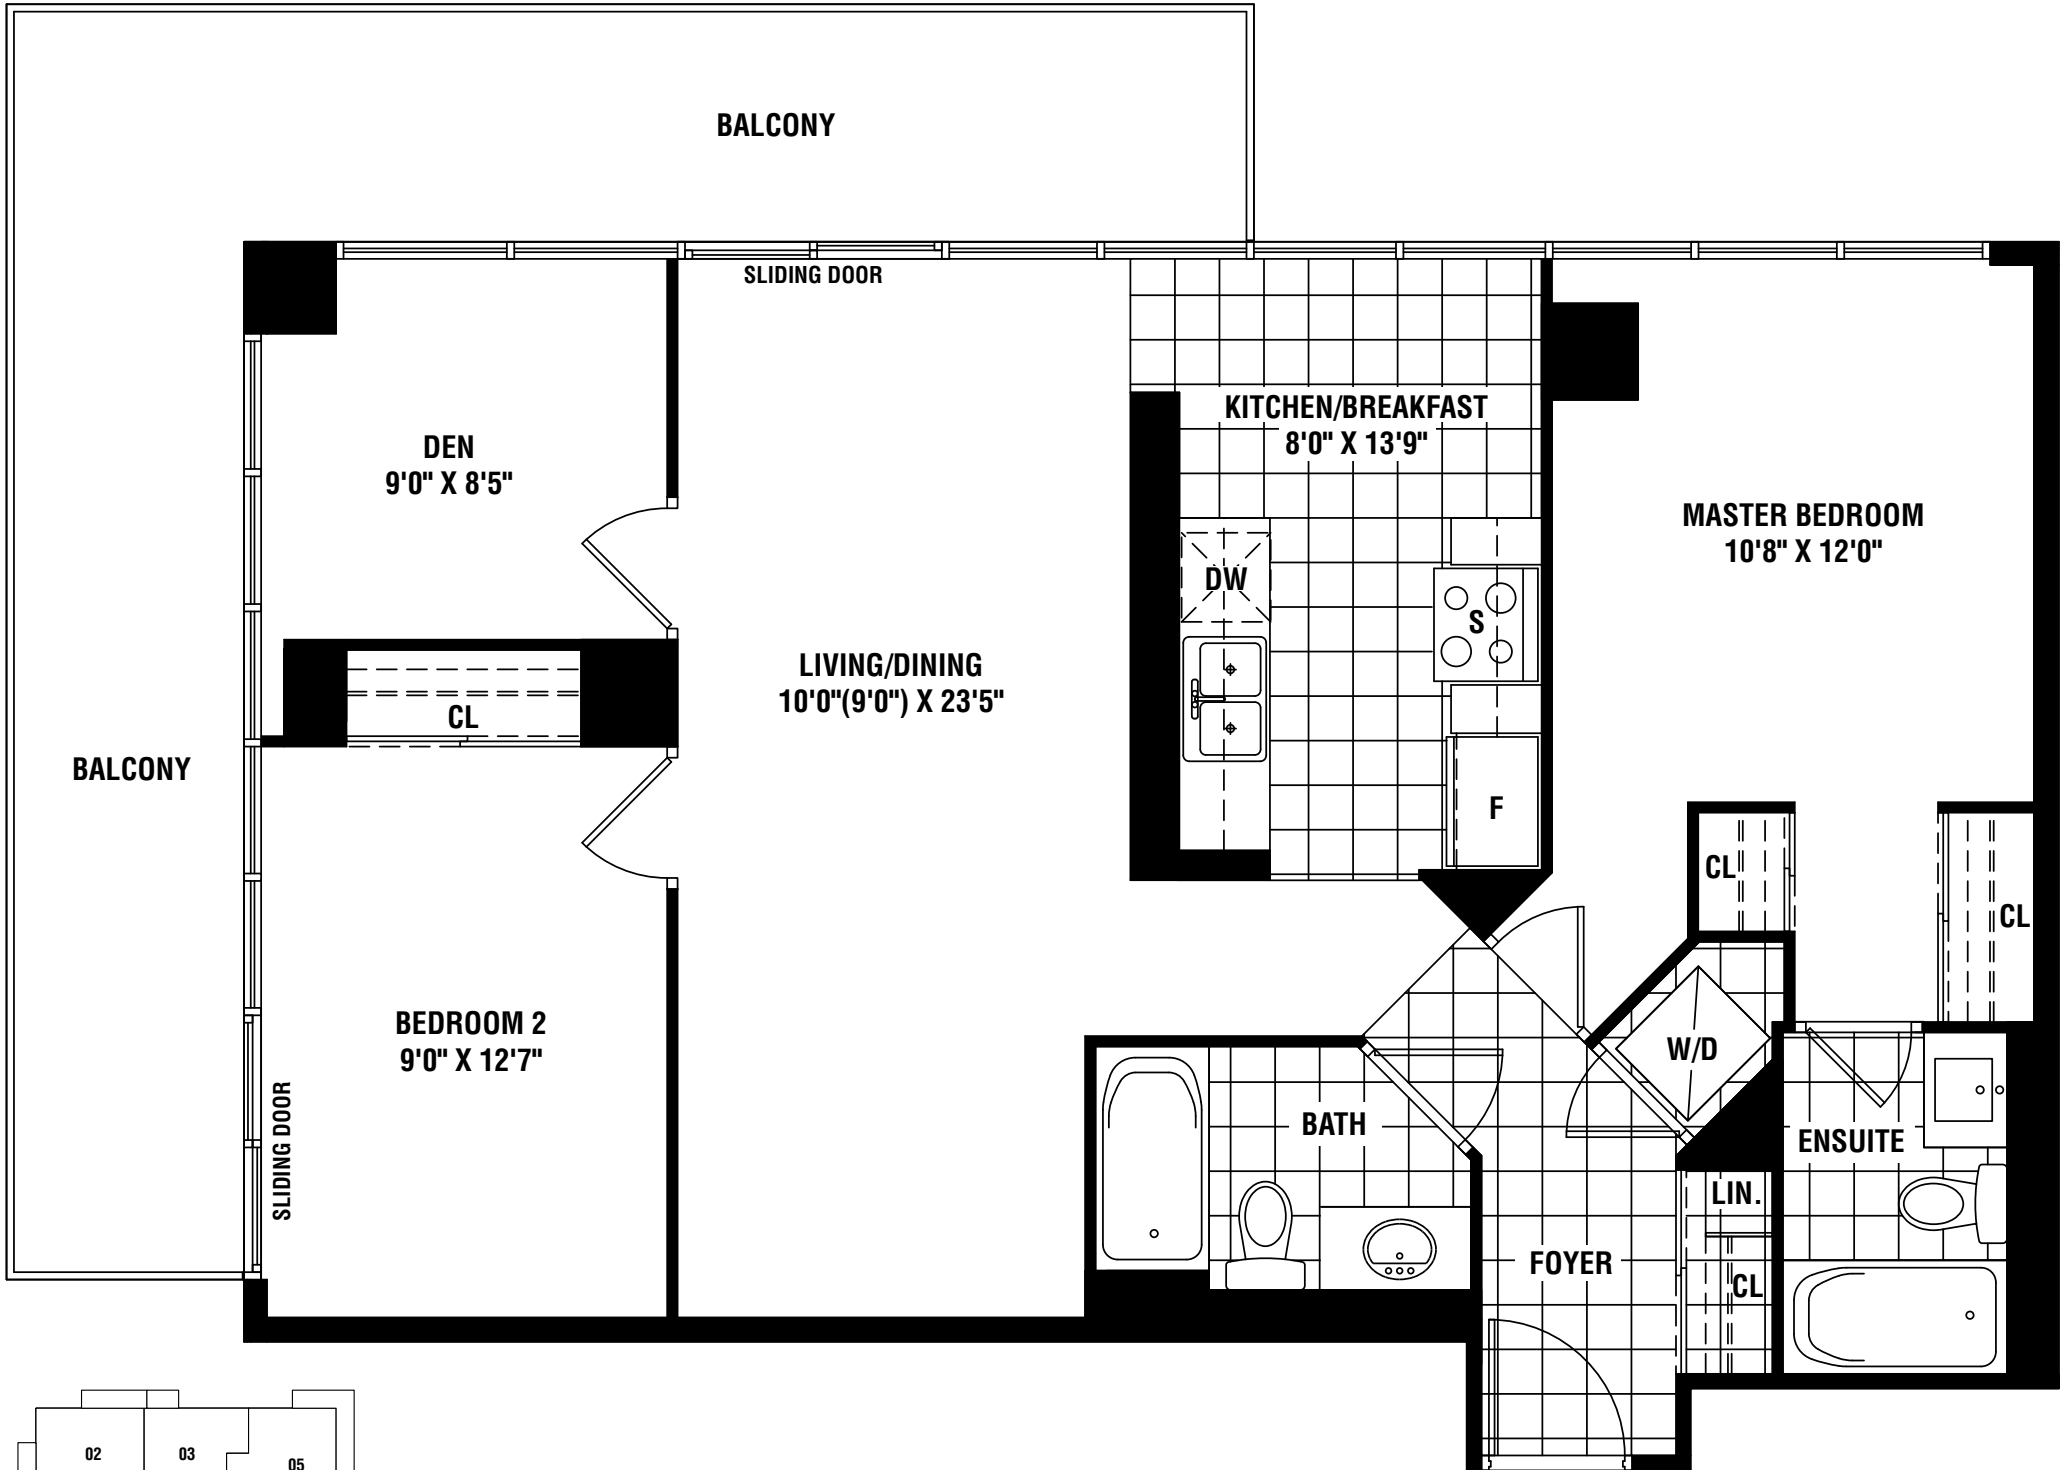 BALCONY
SLIDING DOOR
KITCHEN/BREAKFAST
8'0" X 13'9"
DEN
9'0" X 8'5"
MASTER BEDROOM
10'8" X 12'0"
DW
S
LIVING/DINING
10'0"(9'0") X 23'5"
CL
BALCONY
F
CL
CL
BEDROOM 2
9'0" X 12'7"
W/D
SLIDING DOOR
BATH
ENSUITE
LIN.
FOYER
CL
02
03
05